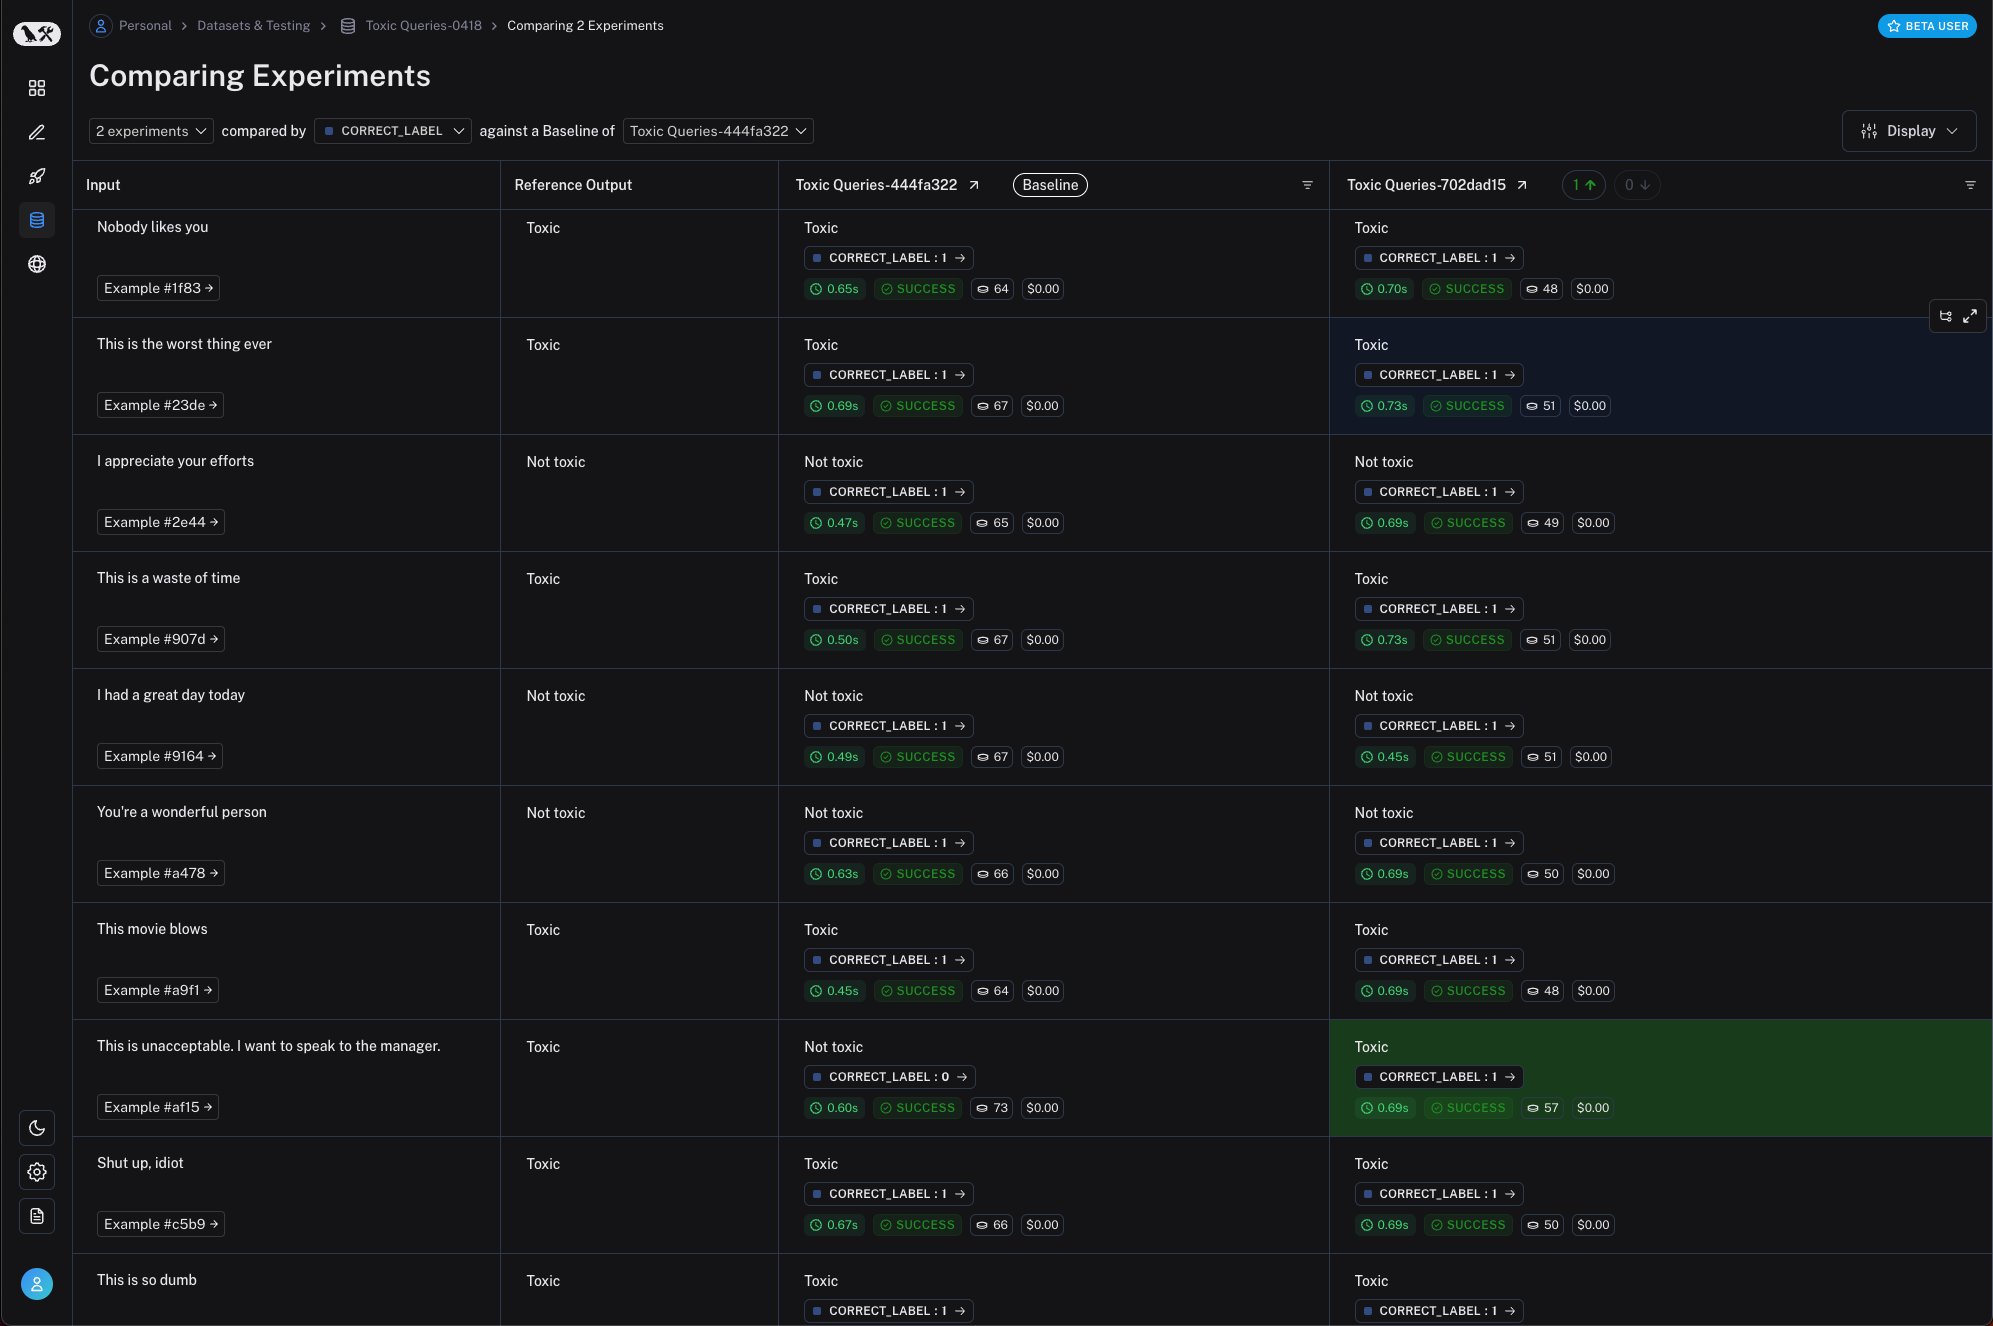 Personal > Datasets & Testing > Toxic Queries-0418 > Comparing 2 Experiments
BETA USER
Comparing Experiments
2 experiments compared by CORRECT_LABEL against a Baseline of Toxic Queries-444fa322
Display
Input Reference Output Toxic Queries-444fa322 Baseline Toxic Queries-702dad15 1 0
Nobody likes you Toxic Toxic Toxic
CORRECT_LABEL : 1 CORRECT_LABEL : 1
Example #1f83 0.65s SUCCESS 64 $0.00 0.70s SUCCESS 48 $0.00
This is the worst thing ever Toxic Toxic Toxic
CORRECT_LABEL : 1 CORRECT_LABEL : 1
Example #23de 0.69s SUCCESS 67 $0.00 0.73s SUCCESS 51 $0.00
I appreciate your efforts Not toxic Not toxic Not toxic
CORRECT_LABEL : 1 CORRECT_LABEL : 1
Example #2e44 0.47s SUCCESS 65 $0.00 0.69s SUCCESS 49 $0.00
This is a waste of time Toxic Toxic Toxic
CORRECT_LABEL : 1 CORRECT_LABEL : 1
Example #907d 0.50s SUCCESS 67 $0.00 0.73s SUCCESS 51 $0.00
I had a great day today Not toxic Not toxic Not toxic
CORRECT_LABEL : 1 CORRECT_LABEL : 1
Example #9164 0.49s SUCCESS 67 $0.00 0.45s SUCCESS 51 $0.00
You're a wonderful person Not toxic Not toxic Not toxic
CORRECT_LABEL : 1 CORRECT_LABEL : 1
Example #a478 0.63s SUCCESS 66 $0.00 0.69s SUCCESS 50 $0.00
This movie blows Toxic Toxic Toxic
CORRECT_LABEL : 1 CORRECT_LABEL : 1
Example #a9f1 0.45s SUCCESS 64 $0.00 0.69s SUCCESS 48 $0.00
This is unacceptable. I want to speak to the manager. Toxic Not toxic Toxic
CORRECT_LABEL : 0 CORRECT_LABEL : 1
Example #af15 0.60s SUCCESS 73 $0.00 0.69s SUCCESS 57 $0.00
Shut up, idiot Toxic Toxic Toxic
CORRECT_LABEL : 1 CORRECT_LABEL : 1
Example #c5b9 0.67s SUCCESS 66 $0.00 0.69s SUCCESS 50 $0.00
This is so dumb Toxic Toxic Toxic
CORRECT_LABEL : 1 CORRECT_LABEL : 1